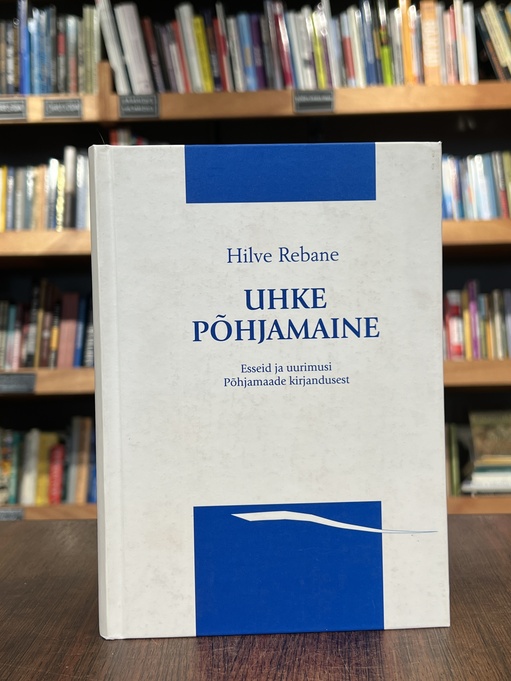 Hilve Rebane
UHKE
PÕHJAMAINE
Esseid ja uurimusi
Põhjamaade kirjandusest